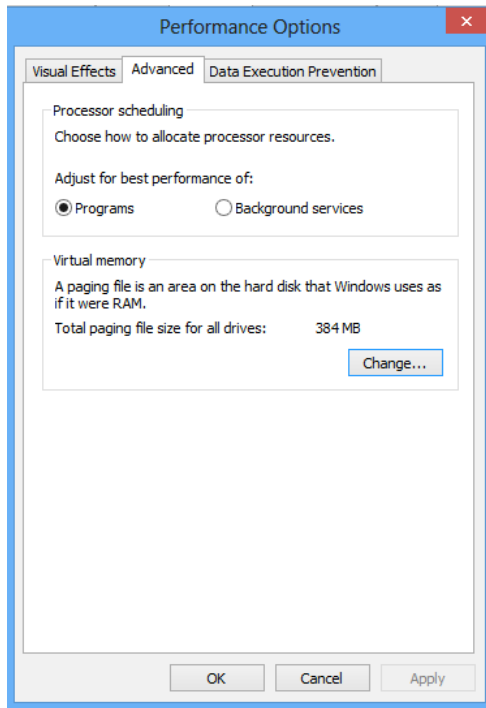 Performance Options
Visual Effects
Advanced
Data Execution Prevention
Processor scheduling
Choose how to allocate processor resources.
Adjust for best performance of:
Programs
Background services
Virtual memory
A paging file is an area on the hard disk that Windows uses as
if it were RAM.
Total paging file size for all drives:
384 MB
Change...
OK
Cancel
Apply